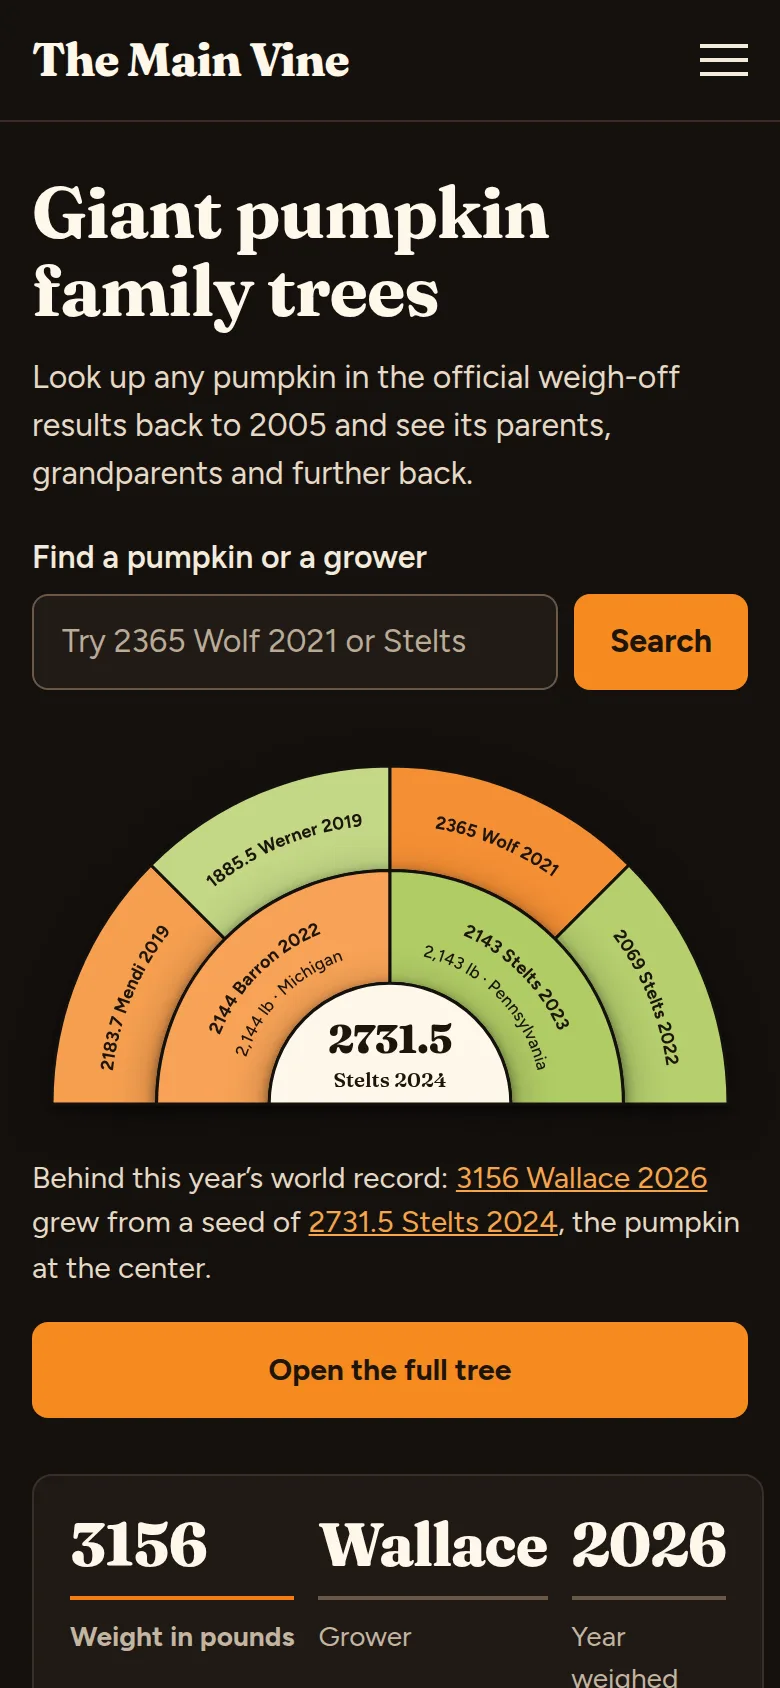 The Main Vine
Giant pumpkin
family trees
Look up any pumpkin in the official weigh-off
results back to 2005 and see its parents,
grandparents and further back.
Find a pumpkin or a grower
Try 2365 Wolf 2021 or Stelts
Search
2183.7 Mendi 2019
1885.5 Werner 2019
2365 Wolf 2021
2069 Stelts 2022
2144 Barron 2022
2,144 lb · Michigan
2143 Stelts 2023
2,143 lb · Pennsylvania
2731.5
Stelts 2024
Behind this year’s world record: 3156 Wallace 2026
grew from a seed of 2731.5 Stelts 2024, the pumpkin
at the center.
Open the full tree
3156 Wallace 2026
Weight in pounds Grower Year
weighed